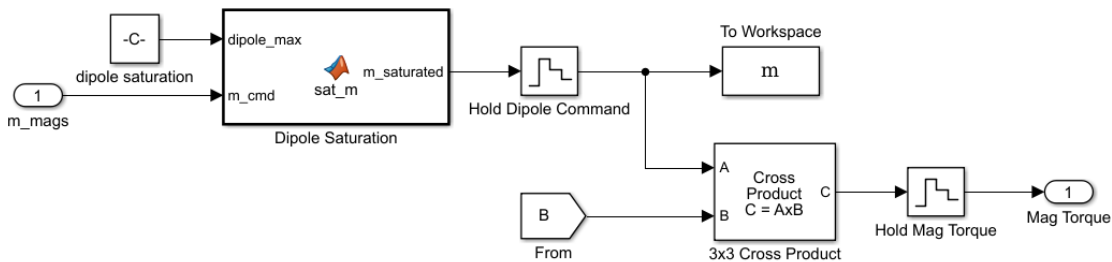 -C-
dipole saturation
1
m_mags
dipole_max
m_cmd
sat_m
m_saturated
Dipole Saturation
Hold Dipole Command
To Workspace
m
B
From
A
B
Cross
Product
C = AxB
C
3x3 Cross Product
Hold Mag Torque
1
Mag Torque